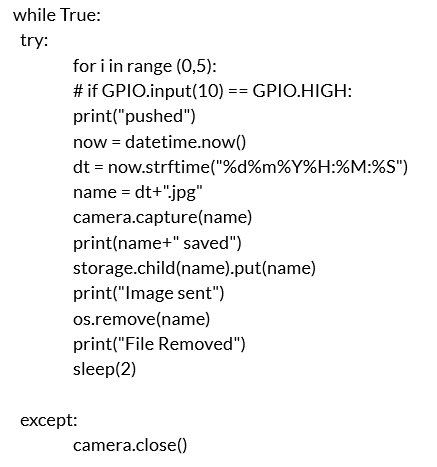 while True:
try:
for i in range (0,5):
# if GPIO.input(10) == GPIO.HIGH:
print("pushed")
now = datetime.now()
dt = now.strftime("%d%m%Y%H:%M:%S")
name = dt+".jpg"
camera.capture(name)
print(name+" saved")
storage.child(name).put(name)
print("Image sent")
os.remove(name)
print("File Removed")
sleep(2)
except:
camera.close()